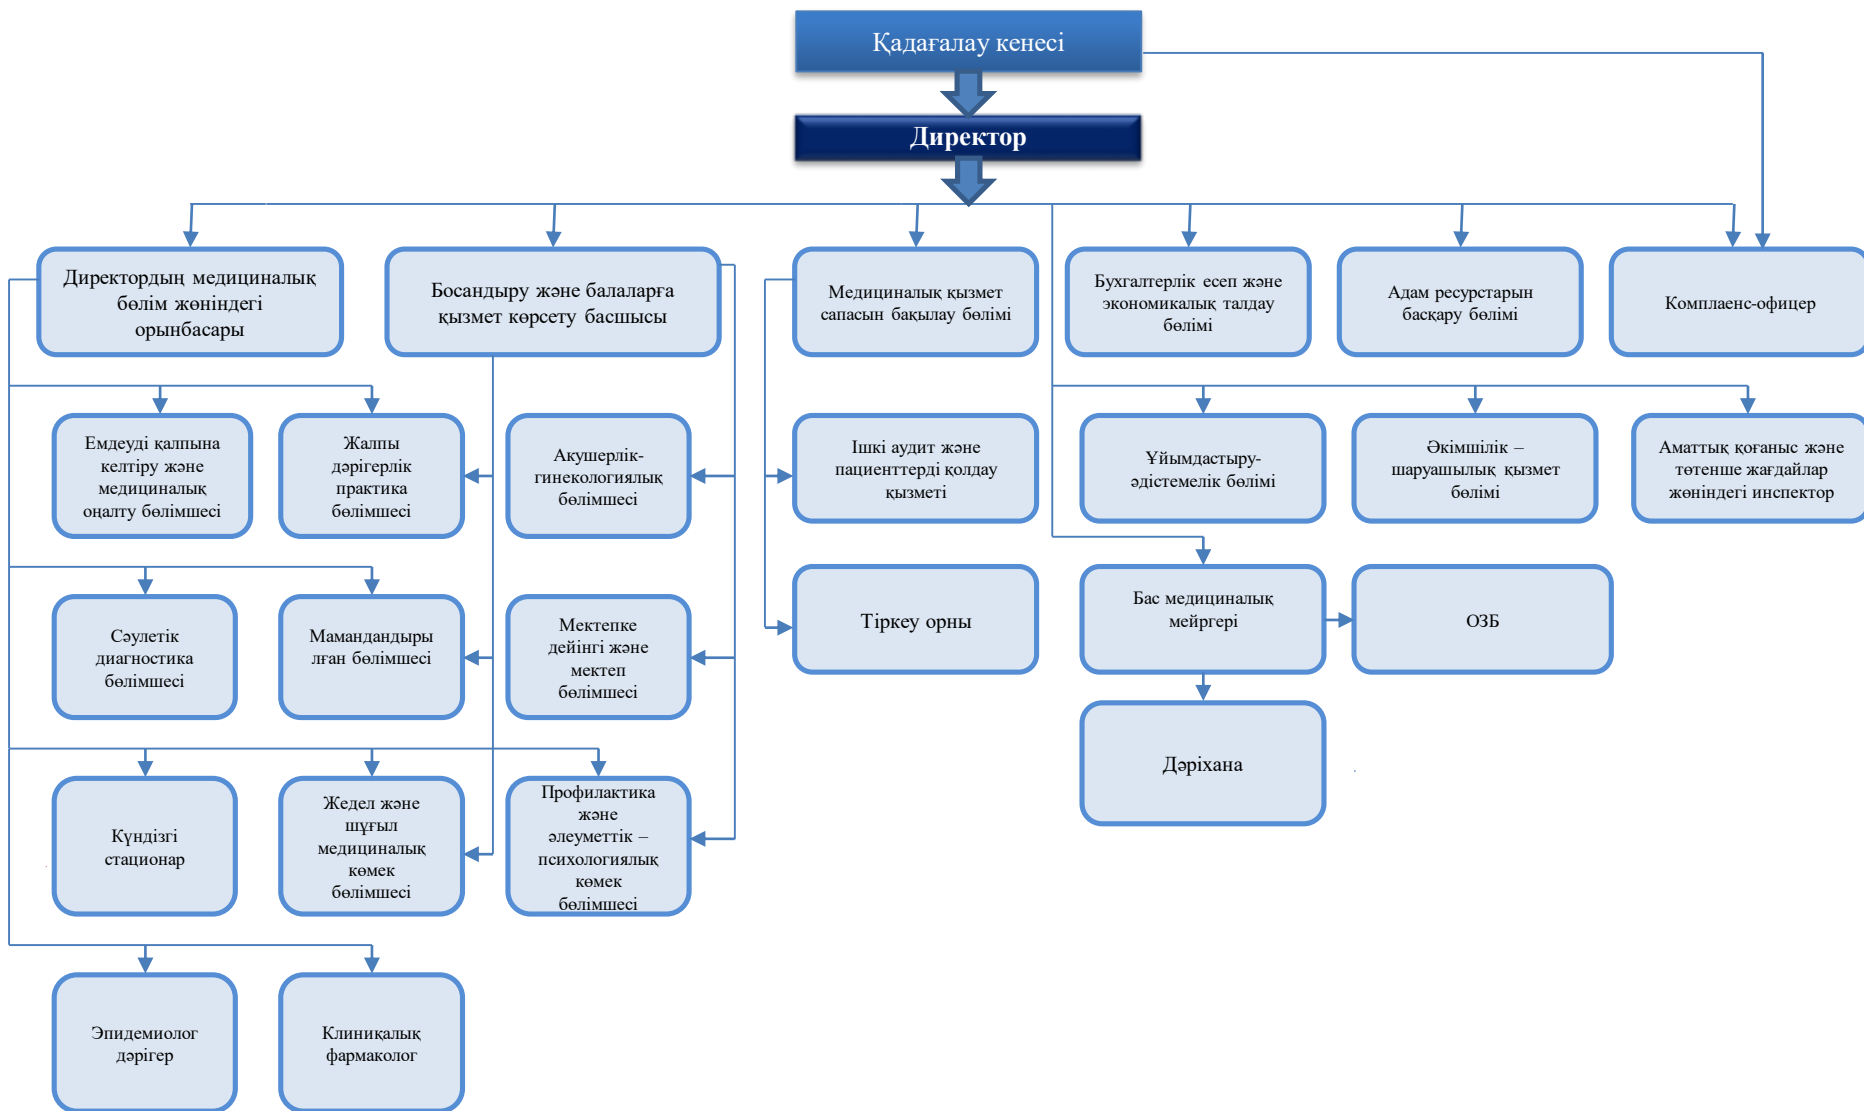 Қадағалау кенесі
Директор
Директордың медициналық
бөлім жөніндегі
орынбасары
Босандыру және балаларға
қызмет көрсету басшысы
Медициналық қызмет
сапасын бақылау бөлімі
Бухгалтерлік есеп және
экономикалық талдау
бөлімі
Адам ресурстарын
басқару бөлімі
Комплаенс-офицер
Емдеуді қалпына
келтіру және
медициналық
оңалту бөлімшесі
Жалпы
дәрігерлік
практика
бөлімшесі
Акушерлік-
гинекологиялық
бөлімшесі
Ішкі аудит және
пациенттерді қолдау
қызметі
Ұйымдастыру-
әдістемелік бөлімі
Әкімшілік –
шаруашылық қызмет
бөлімі
Аматтық қоғаныс және
төтенше жағдайлар
жөніндегі инспектор
Сәулетік
диагностика
бөлімшесі
Мамандандыры
лған бөлімшесі
Мектепке
дейінгі және
мектеп
бөлімшесі
Тіркеу орны
Бас медициналық
мейргері
ОЗБ
Дәріхана
Күндізгі
стационар
Жедел және
шұғыл
медициналық
көмек
бөлімшесі
Профилактика
және
әлеуметтік –
психологиялық
көмек
бөлімшесі
Эпидемиолог
дәрігер
Клиниқалық
фармаколог